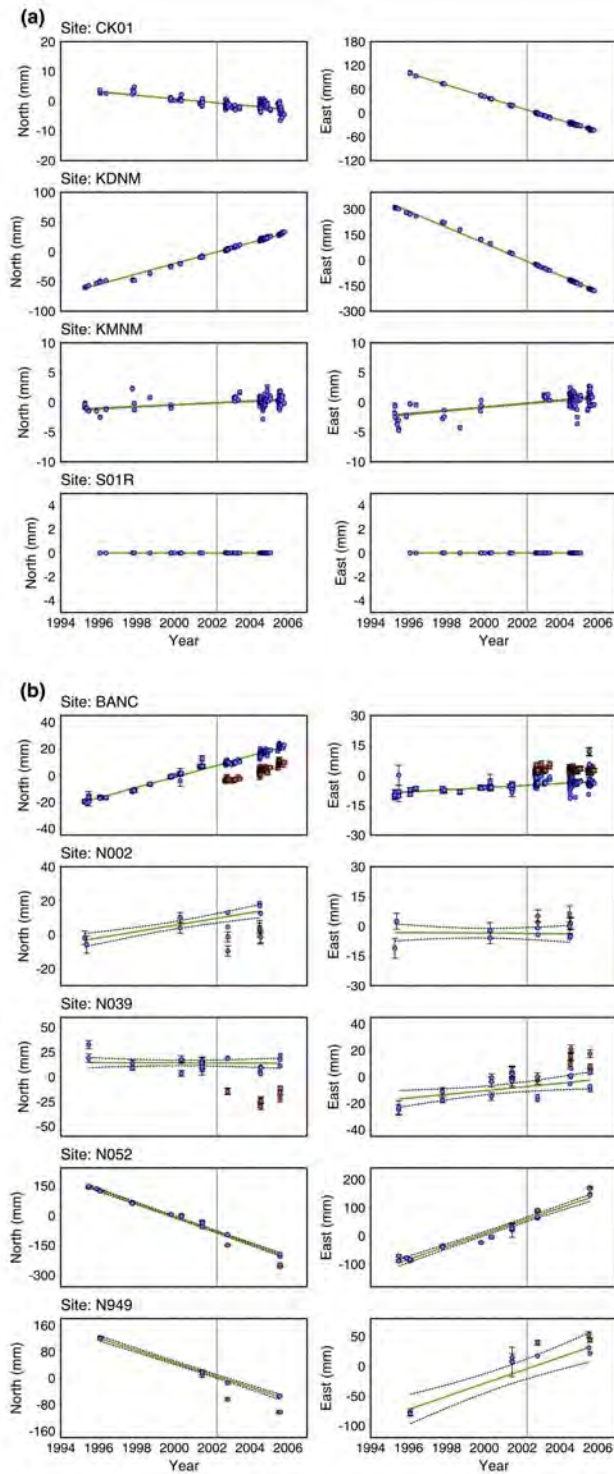 (a)
Site: CK01
20
10
0
-10
-20
North (mm)
180
120
60
0
-60
-120
East (mm)
Site: KDNM
100
50
0
-50
-100
North (mm)
300
150
0
-150
-300
East (mm)
Site: KMNM
10
5
0
-5
-10
North (mm)
10
5
0
-5
-10
East (mm)
Site: S01R
4
2
0
-2
-4
North (mm)
4
2
0
-2
-4
East (mm)
1994 1996 1998 2000 2002 2004 2006
Year
1994 1996 1998 2000 2002 2004 2006
Year
(b)
Site: BANC
40
20
0
-20
-40
North (mm)
30
15
0
-15
-30
East (mm)
Site: N002
40
20
0
-20
North (mm)
30
15
0
-15
-30
East (mm)
Site: N039
50
25
0
-25
-50
North (mm)
40
20
0
-20
-40
East (mm)
Site: N052
150
0
-150
-300
North (mm)
200
100
0
-100
East (mm)
Site: N949
160
80
0
-80
-160
North (mm)
50
0
-50
-100
East (mm)
1994 1996 1998 2000 2002 2004 2006
Year
1994 1996 1998 2000 2002 2004 2006
Year